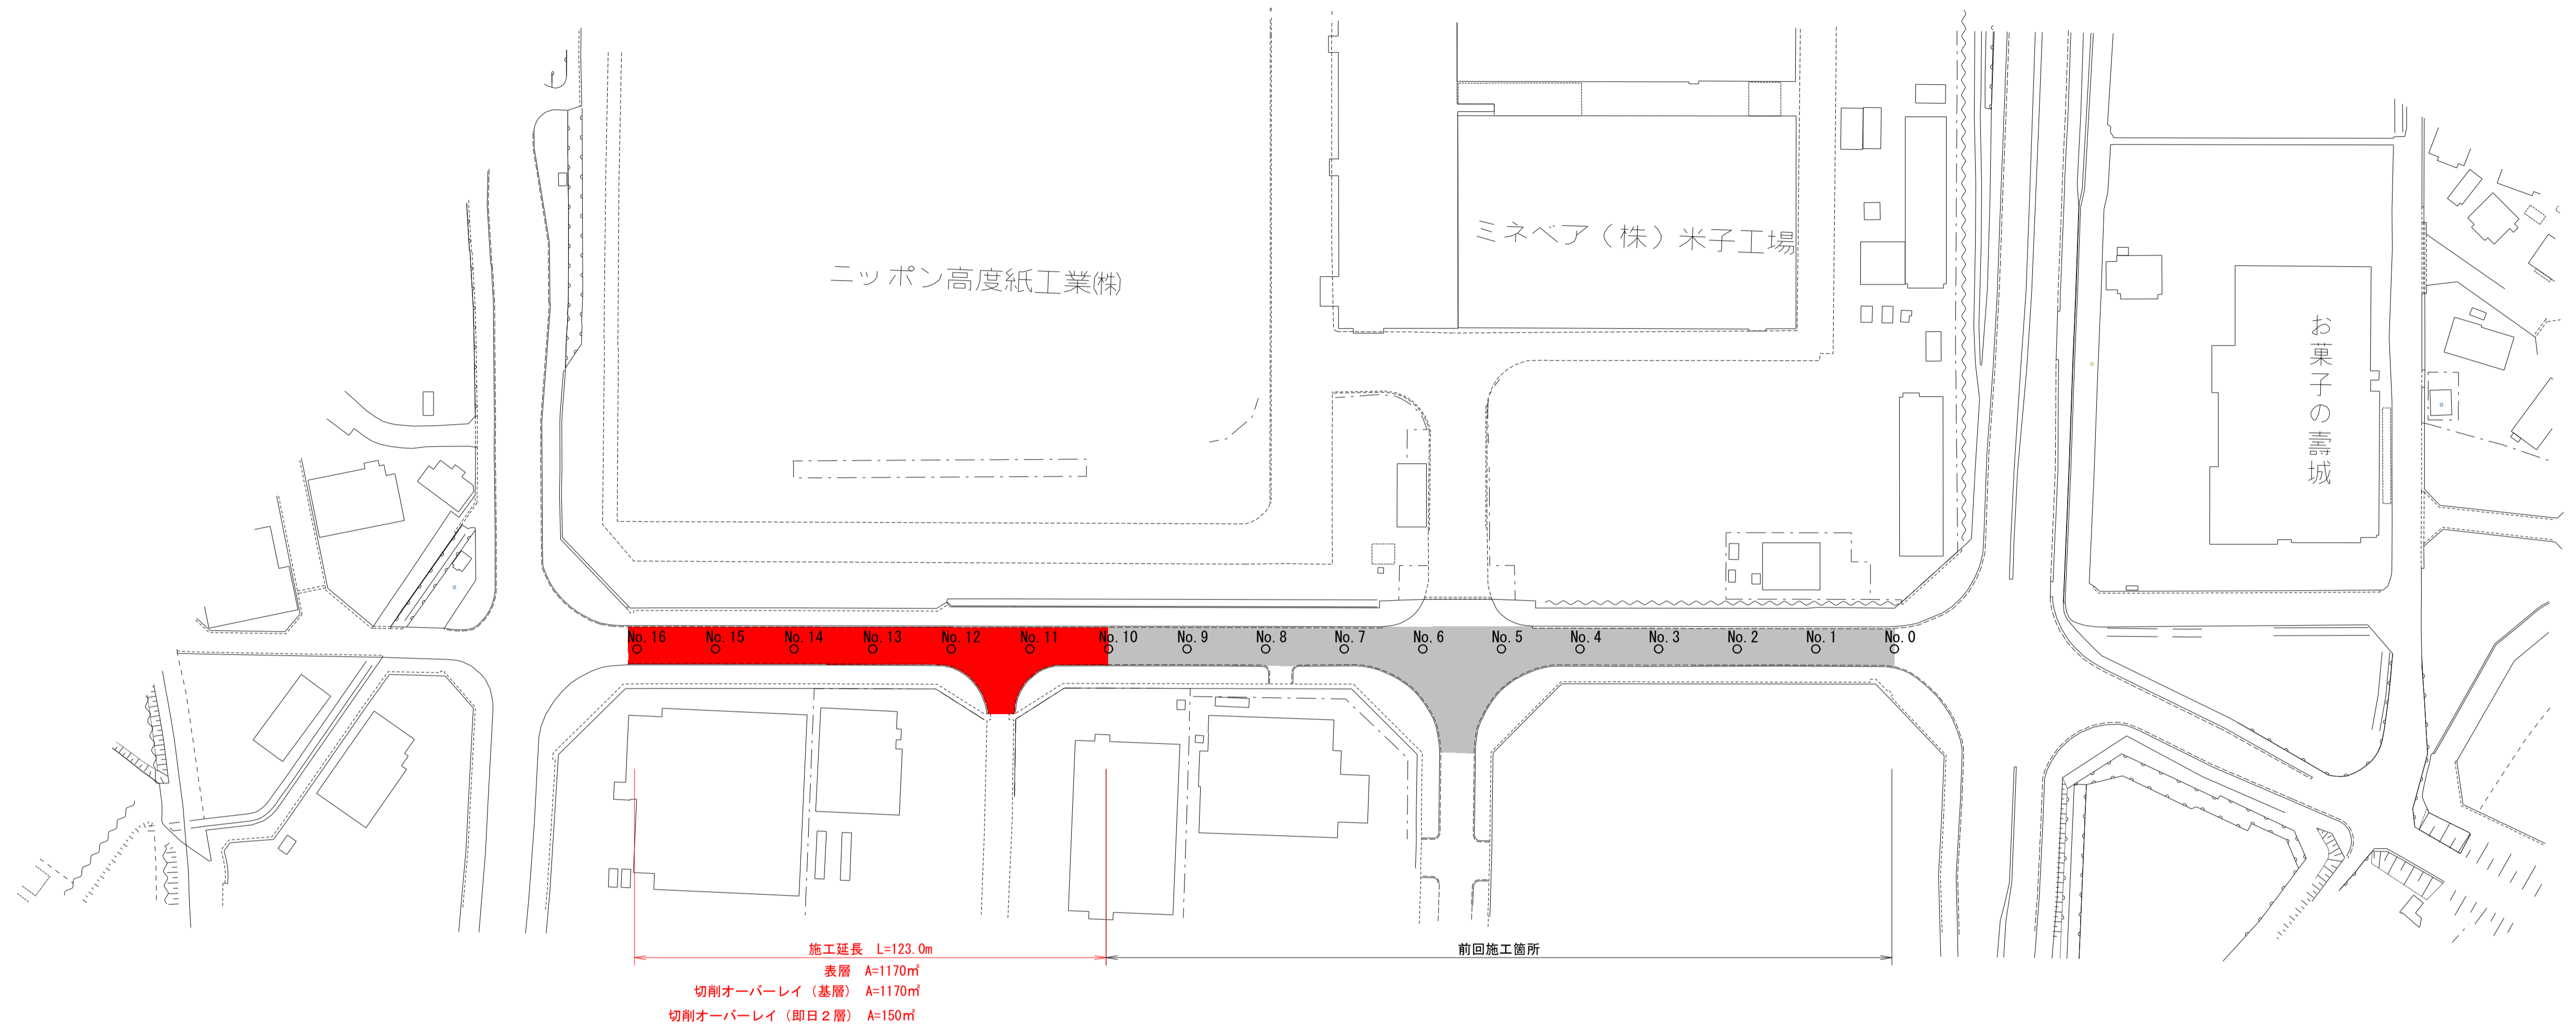 ミネベア（株）米子工場
ニッポン高度紙工業㈱
お菓子の壽城
No.16 No.15 No.14 No.13 No.12 No.11 No.10 No.9 No.8 No.7 No.6 No.5 No.4 No.3 No.2 No.1 No.0
施工延長 L=123.0m
前回施工箇所
表層 A=1170㎡
切削オーバーレイ（基層） A=1170㎡
切削オーバーレイ（即日２層） A=150㎡